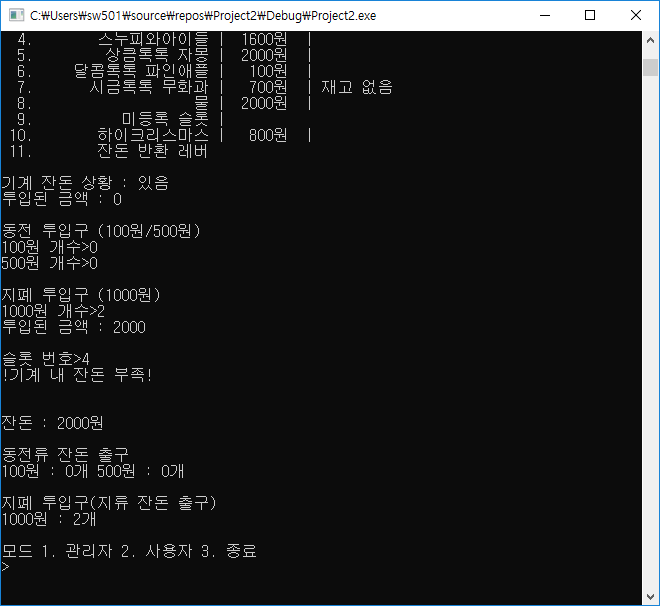 C:\Users\sw501\source\repos\Project2\Debug\Project2.exe
4. 스누피와아이들 | 1600원 |
5. 상큼톡톡 자몽 | 2000원 |
6. 달콤톡톡 파인애플 | 100원 |
7. 시금톡톡 무화과 | 700원 | 재고 없음
8. 물 | 2000원 |
9. 미등록 슬롯 |
10. 하이크리스마스 | 800원 |
11. 잔돈 반환 레버
기계 잔돈 상황 : 있음
투입된 금액 : 0
동전 투입구 (100원/500원)
100원 개수>0
500원 개수>0
지폐 투입구 (1000원)
1000원 개수>2
투입된 금액 : 2000
슬롯 번호>4
!기계 내 잔돈 부족!
잔돈 : 2000원
동전류 잔돈 출구
100원 : 0개 500원 : 0개
지폐 투입구(지류 잔돈 출구)
1000원 : 2개
모드 1. 관리자 2. 사용자 3. 종료
>